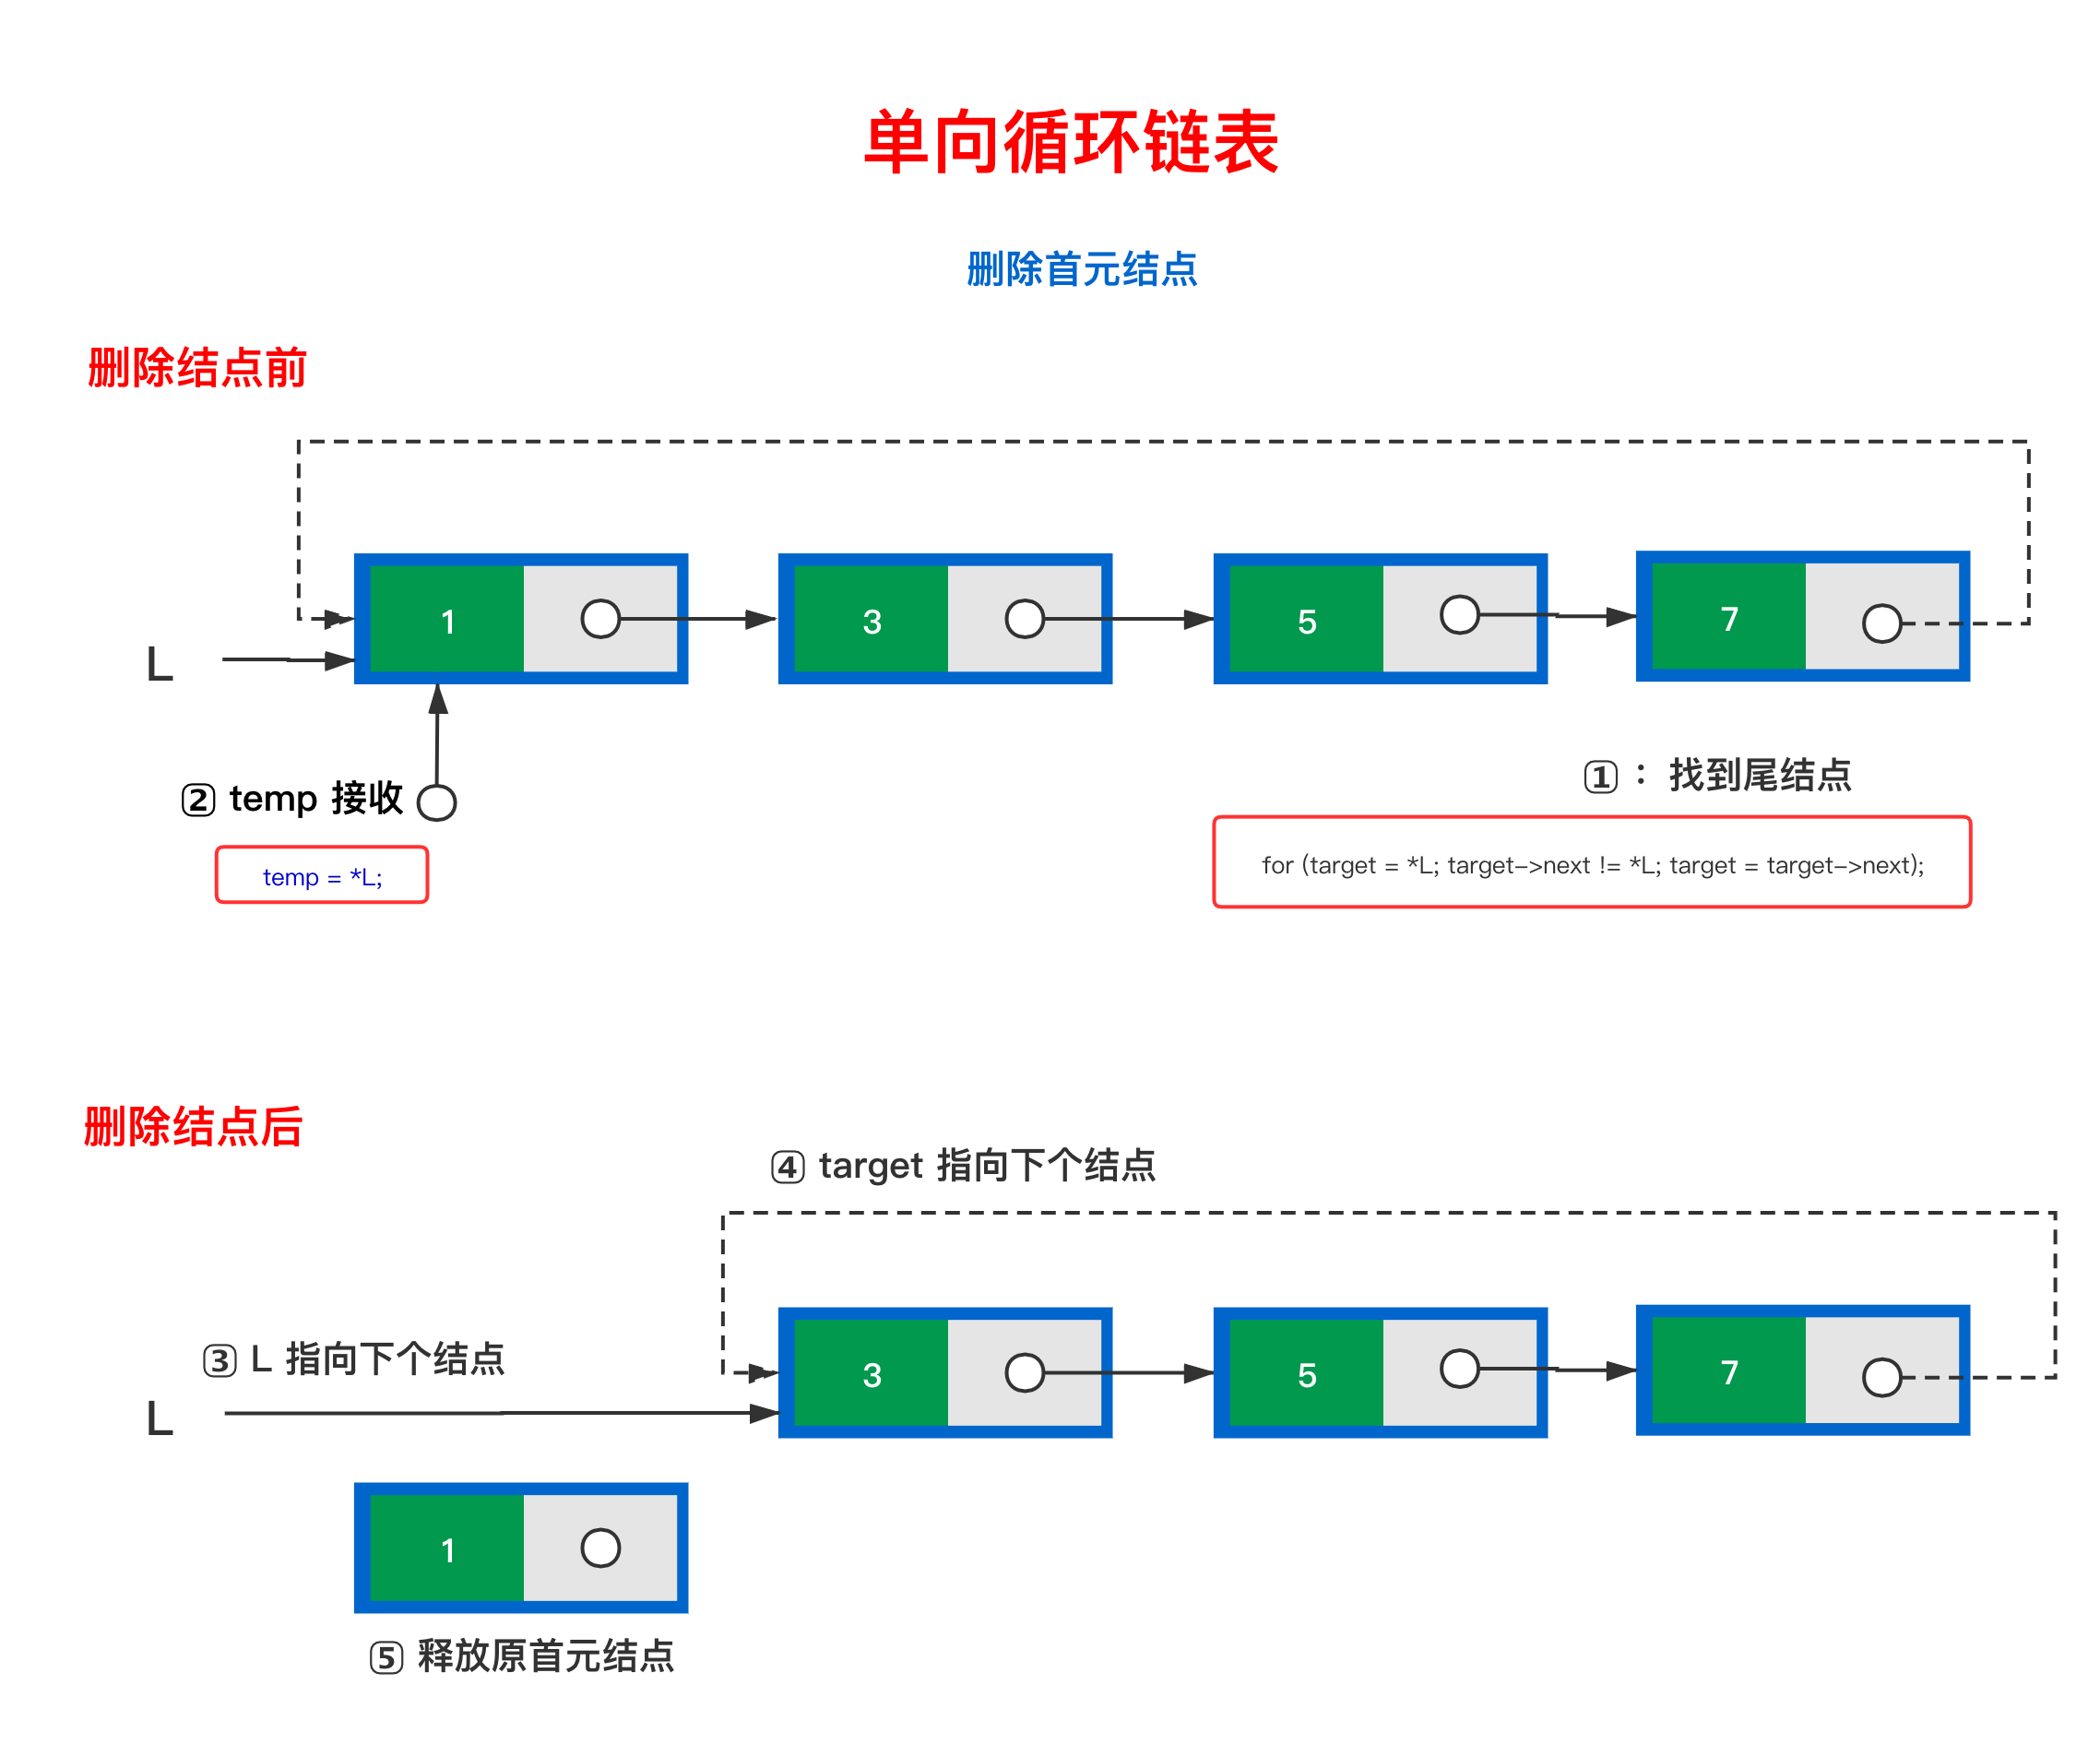 单向循环链表
删除首元结点
删除结点前
1
3
5
7
L
② temp 接收
temp = *L;
①： 找到尾结点
for (target = *L; target->next != *L; target = target->next);
删除结点后
④ target 指向下个结点
③ L 指向下个结点
3
5
7
L
1
⑤ 释放原首元结点